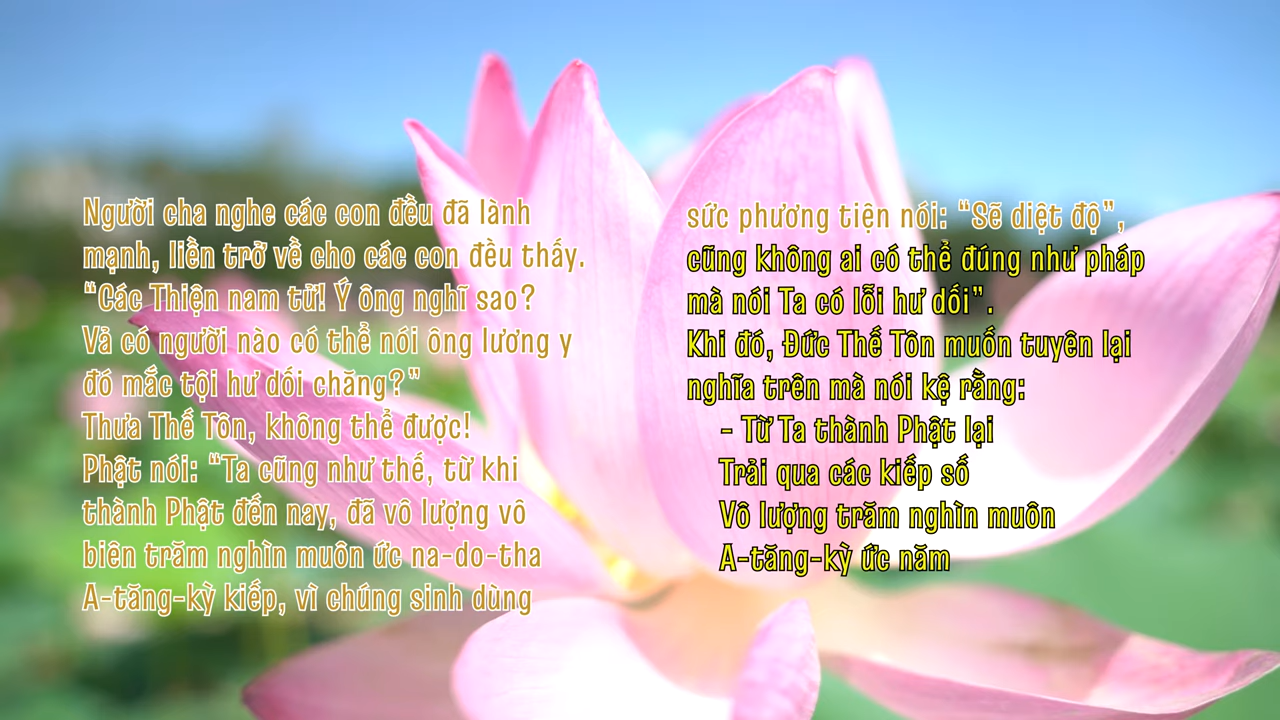 Người cha nghe các con đều đã lành
mạnh, liền trở về cho các con đều thấy.
“Các Thiện nam tử! Ý ông nghĩ sao?
Vả có người nào có thể nói ông lương y
đó mắc tội hư dối chăng?”
Thưa Thế Tôn, không thể được!
Phật nói: “Ta cũng như thế, từ khi
thành Phật đến nay, đã vô lượng vô
biên trăm nghìn muôn ức na-do-tha
A-tăng-kỳ kiếp, vì chúng sinh dùng
sức phương tiện nói: “Sẽ diệt độ”,
cũng không ai có thể đúng như pháp
mà nói Ta có lỗi hư dối”.
Khi đó, Đức Thế Tôn muốn tuyên lại
nghĩa trên mà nói kệ rằng:
- Từ Ta thành Phật lại
Trải qua các kiếp số
Vô lượng trăm nghìn muôn
A-tăng-kỳ ức năm